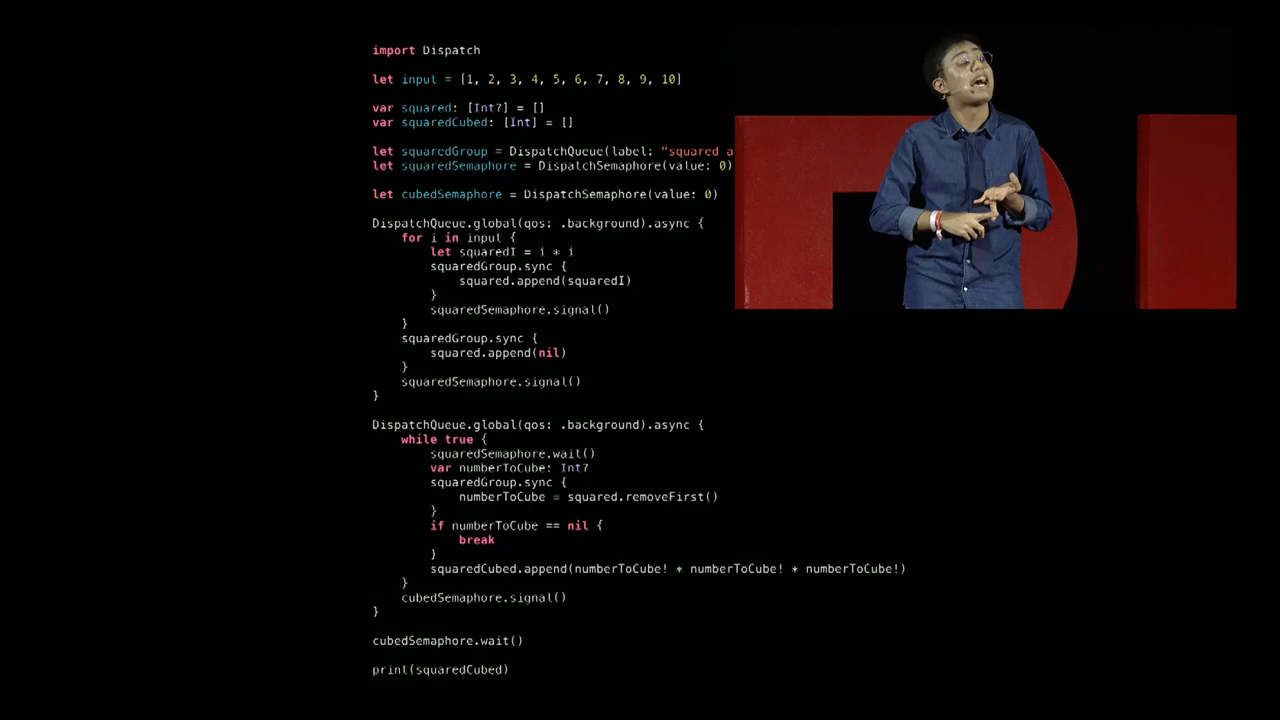 import Dispatch
let input = [1, 2, 3, 4, 5, 6, 7, 8, 9, 10]
var squared: [Int?] = []
var squaredCubed: [Int] = []
let squaredGroup = DispatchQueue(label: "squared a
let squaredSemaphore = DispatchSemaphore(value: 0)
let cubedSemaphore = DispatchSemaphore(value: 0)
DispatchQueue.global(qos: .background).async {
for i in input {
let squaredI = i * i
squaredGroup.sync {
squared.append(squaredI)
}
squaredSemaphore.signal()
}
squaredGroup.sync {
squared.append(nil)
}
squaredSemaphore.signal()
}
DispatchQueue.global(qos: .background).async {
while true {
squaredSemaphore.wait()
var numberToCube: Int?
squaredGroup.sync {
numberToCube = squared.removeFirst()
}
if numberToCube == nil {
break
}
squaredCubed.append(numberToCube! * numberToCube! * numberToCube!)
}
cubedSemaphore.signal()
}
cubedSemaphore.wait()
print(squaredCubed)